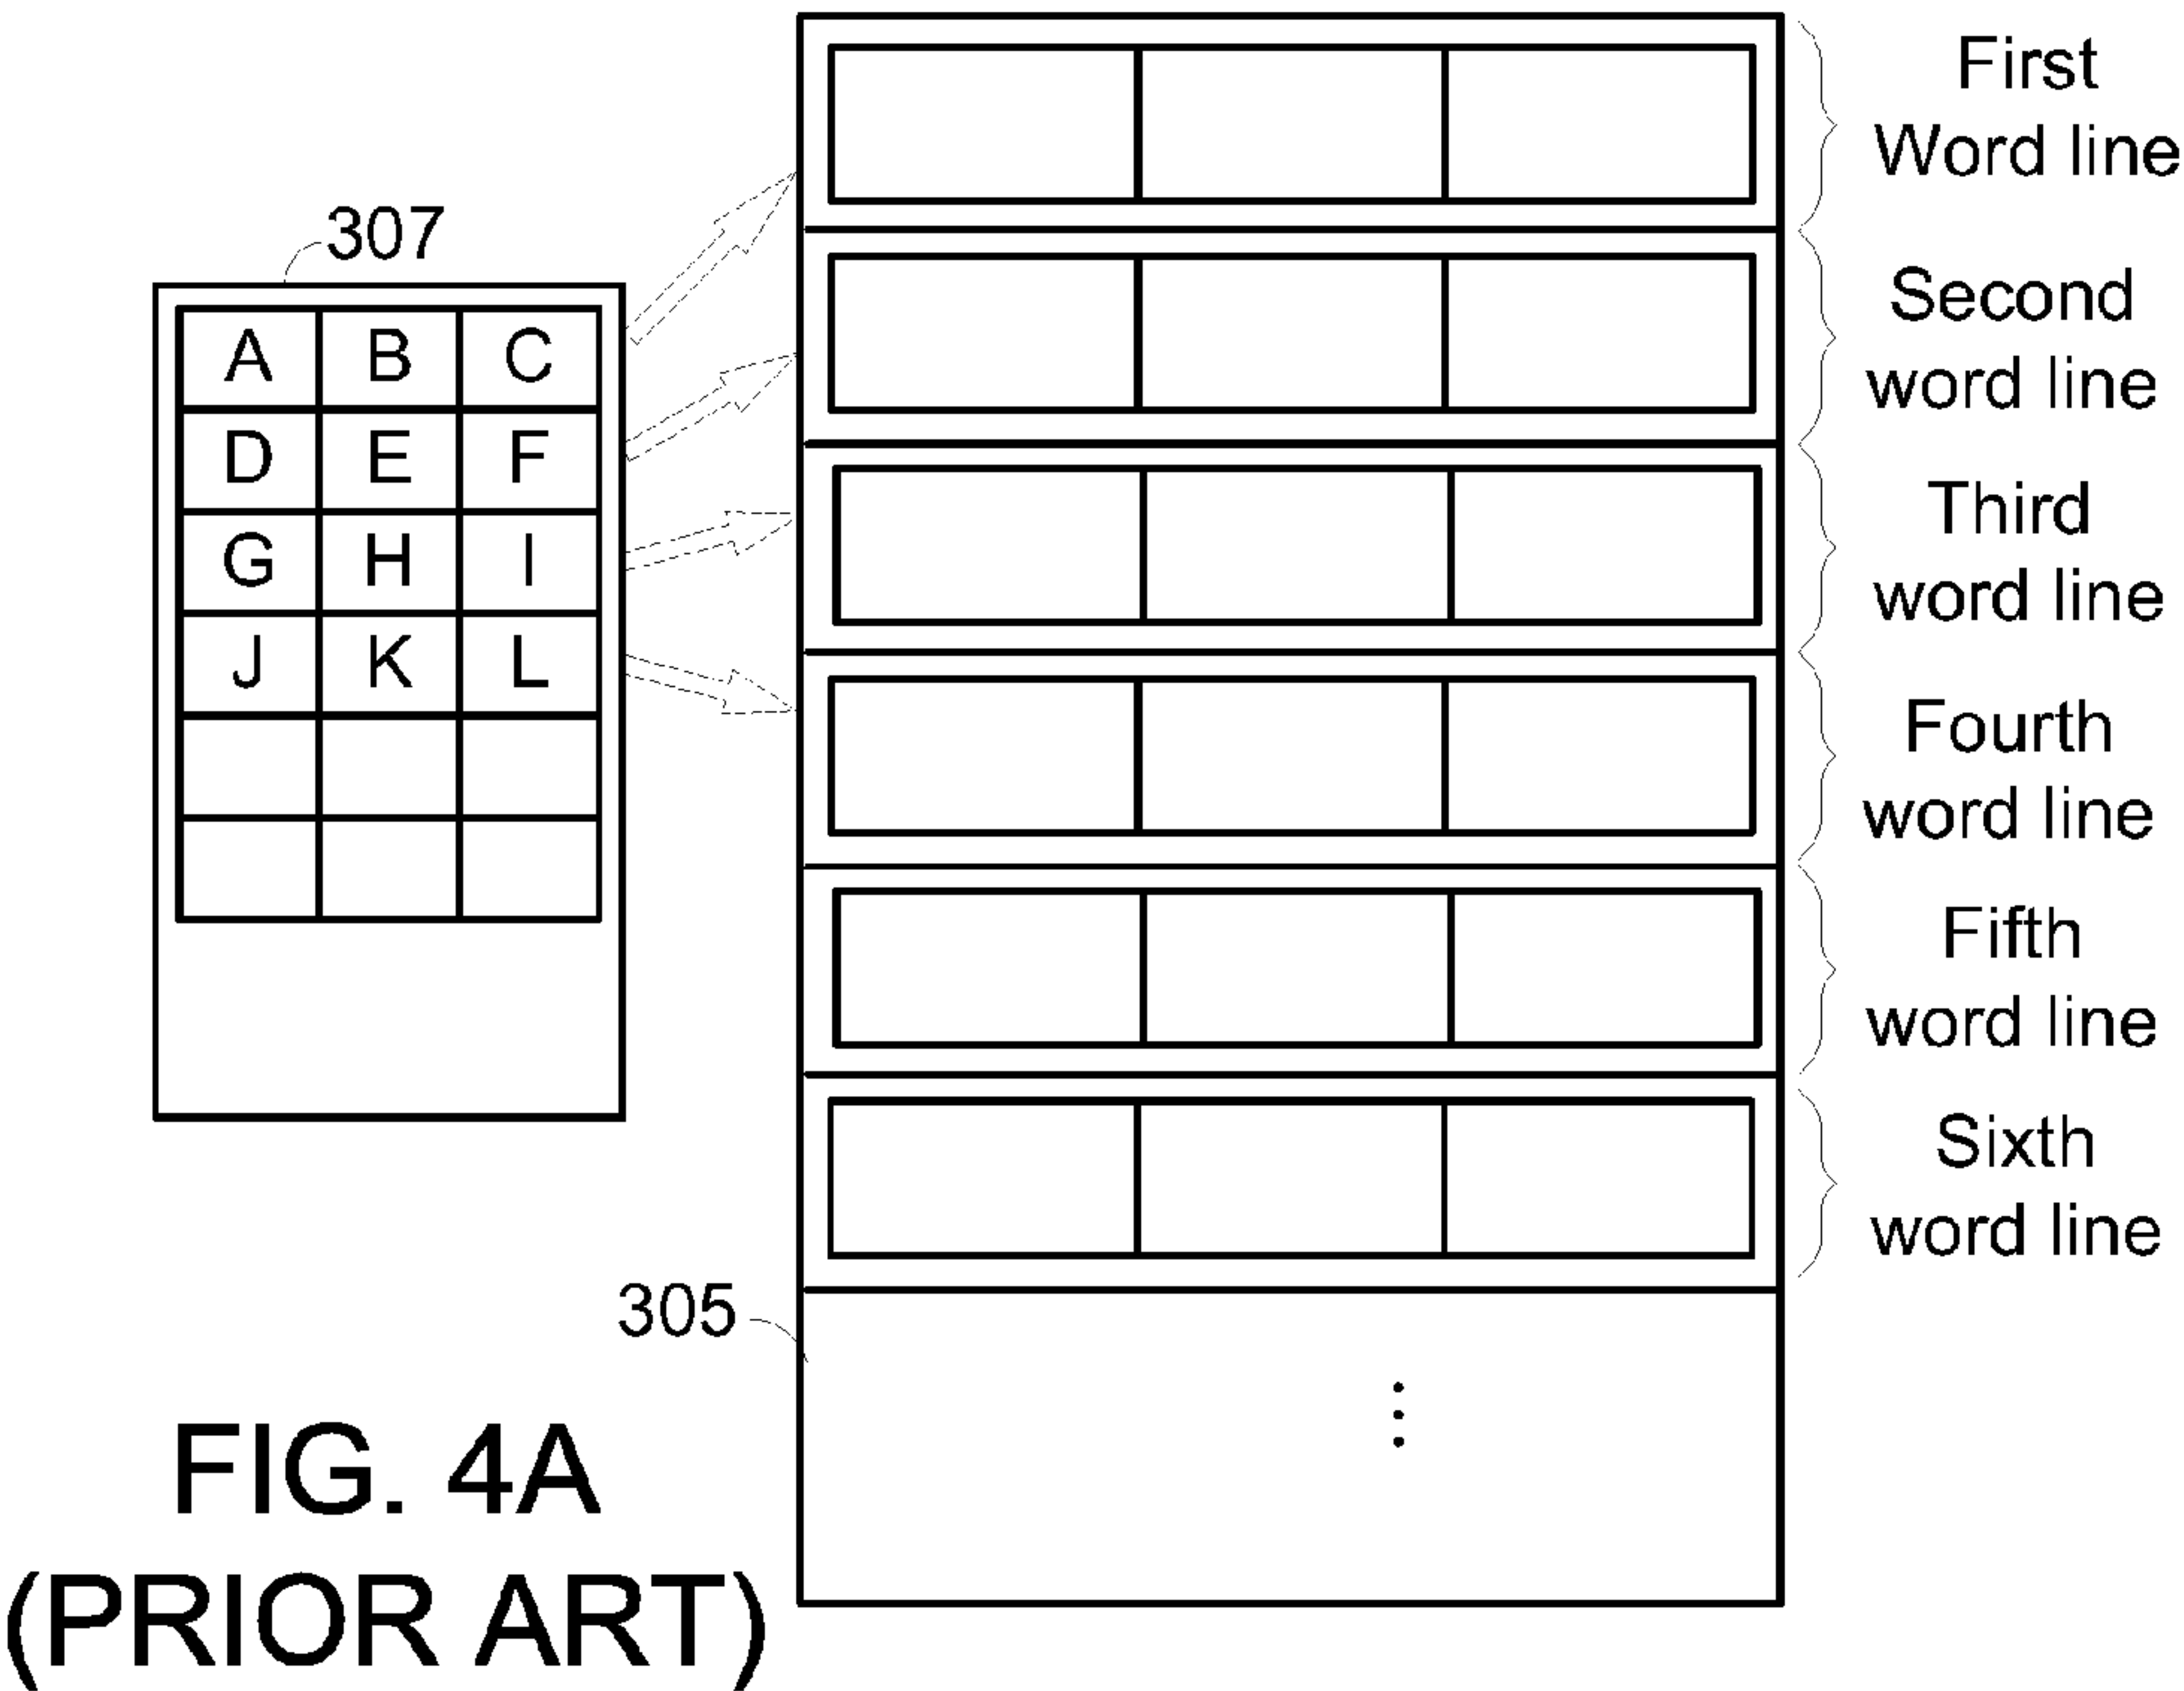 First
Word line
307
A B C
Second
word line
D E F
Third
word line
G H I
J K L
Fourth
word line
Fifth
word line
Sixth
word line
305
FIG. 4A
(PRIOR ART)